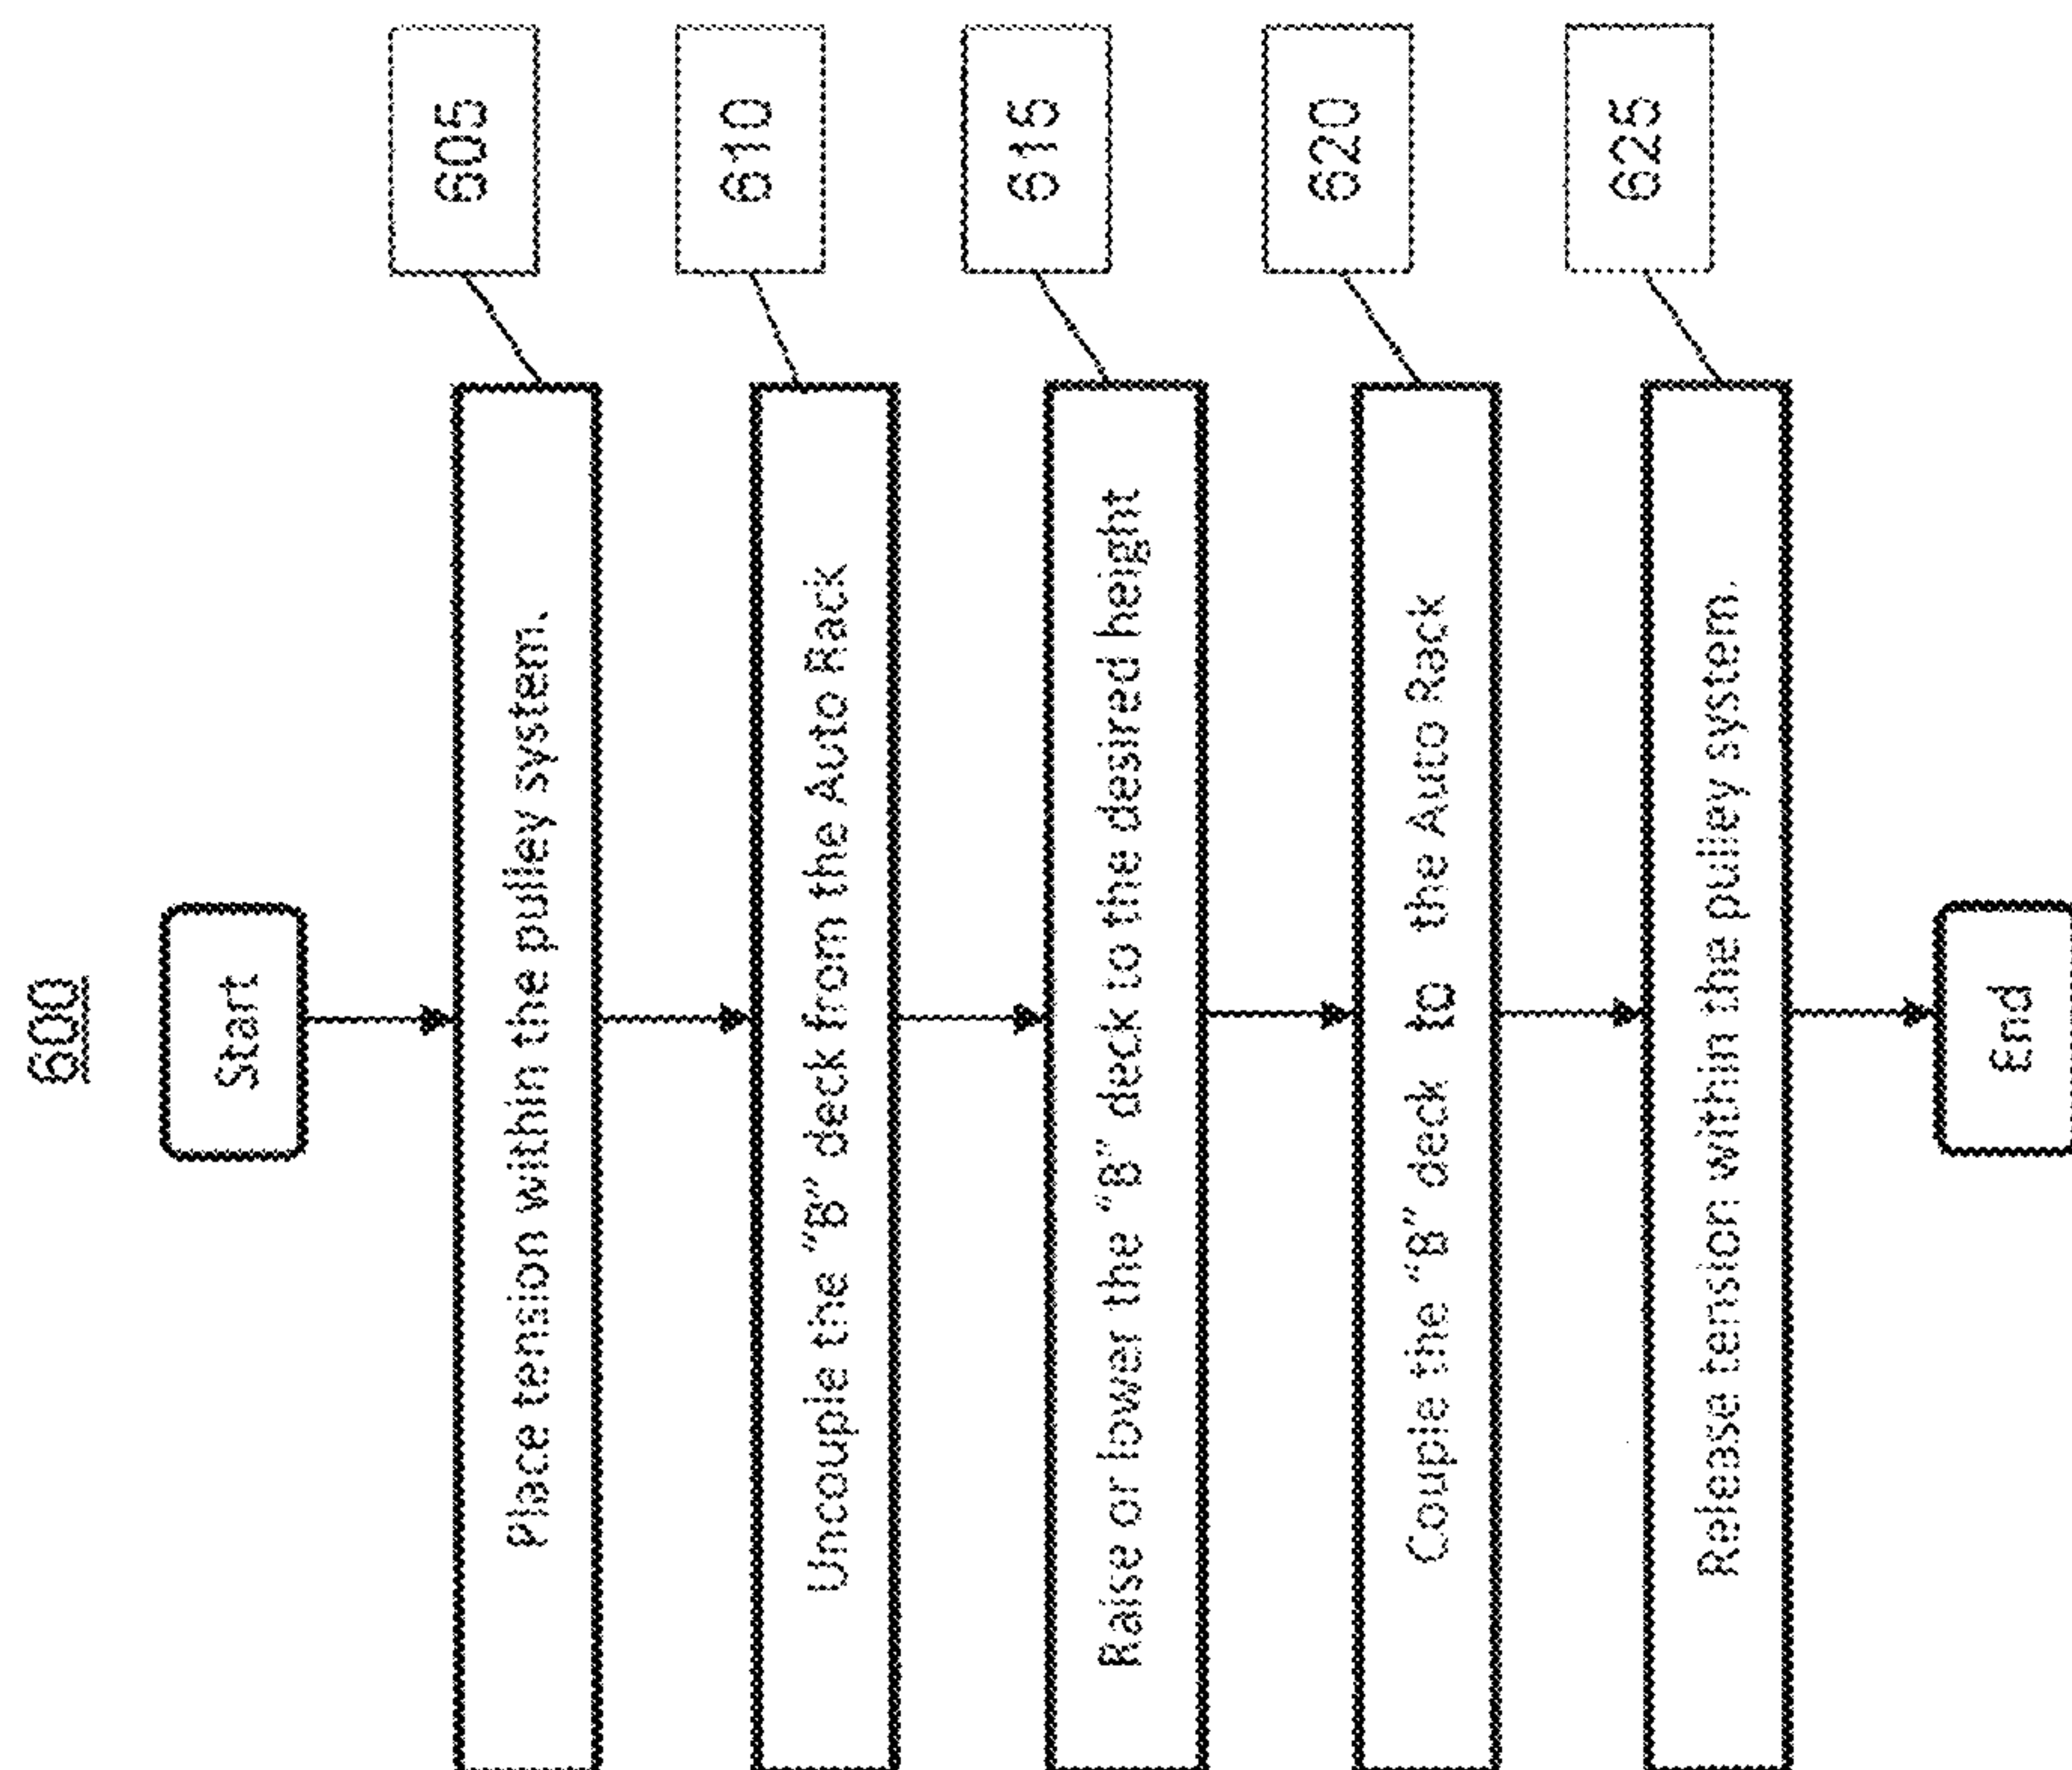 600
Start
Place tension within the pulley system.
605
Uncouple the "B" deck from the Auto Rack
610
Raise or lower the "B" deck to the desired height
615
Couple the "B" deck to the Auto Rack
620
Release tension within the pulley system.
625
End